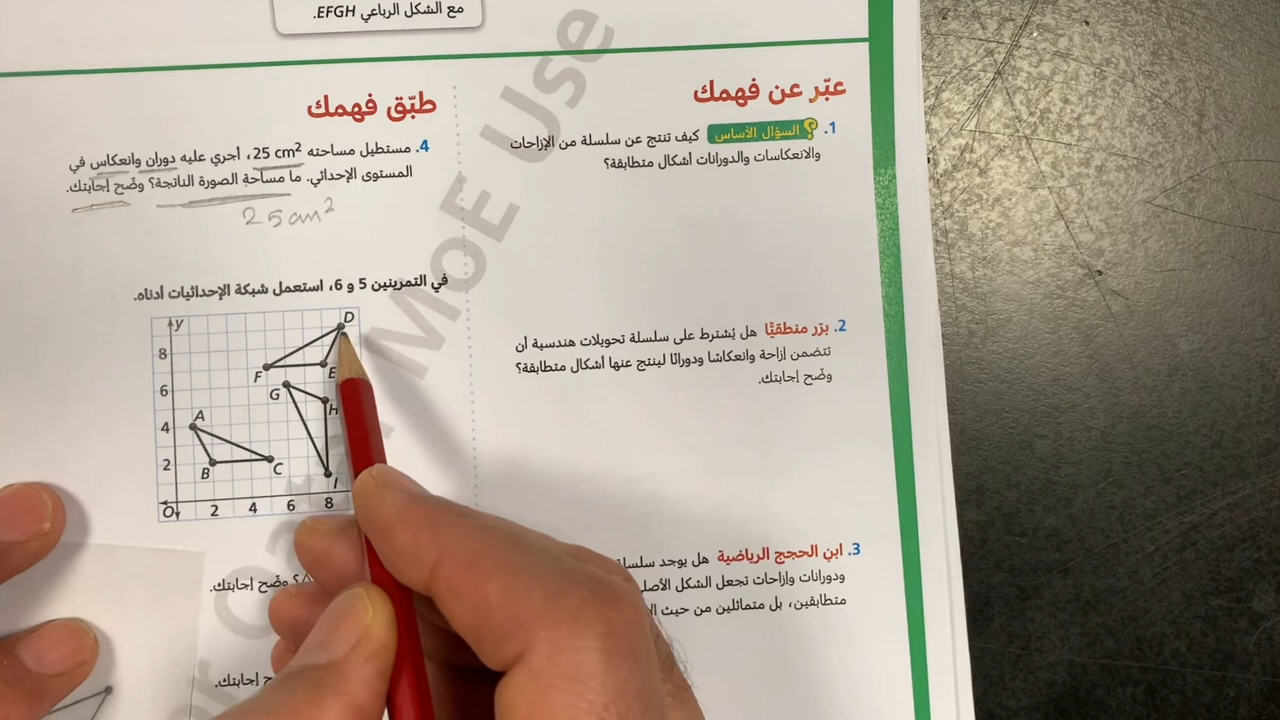 مع الشكل الرباعي EFGH.
عبّر عن فهمك
1. ? السؤال الأساس كيف تنتج عن سلسلة من الإزاحات
والانعكاسات والدورانات أشكال متطابقة؟
2. برّر منطقيًّا هل يُشترط على سلسلة تحويلات هندسية أن
تتضمن إزاحة وانعكاسًا ودورانًا لينتج عنها أشكال متطابقة؟
وضّح إجابتك.
3. ابنِ الحجج الرياضية هل يوجد سلسلة
ودورانات وإزاحات تجعل الشكل الأصل
متطابقين، بل متماثلين من حيث
طبّق فهمك
4. مستطيل مساحته 25 cm²، أجري عليه دوران وانعكاس في
المستوى الإحداثي. ما مساحة الصورة الناتجة؟ وضّح إجابتك.
25 cm²
في التمرينين 5 و 6، استعمل شبكة الإحداثيات أدناه.
y
D
8
F
E
6
G
H
A
4
2
B
C
I
O
2
4
6
8
وضّح إجابتك.
إجابتك.
MoE Use